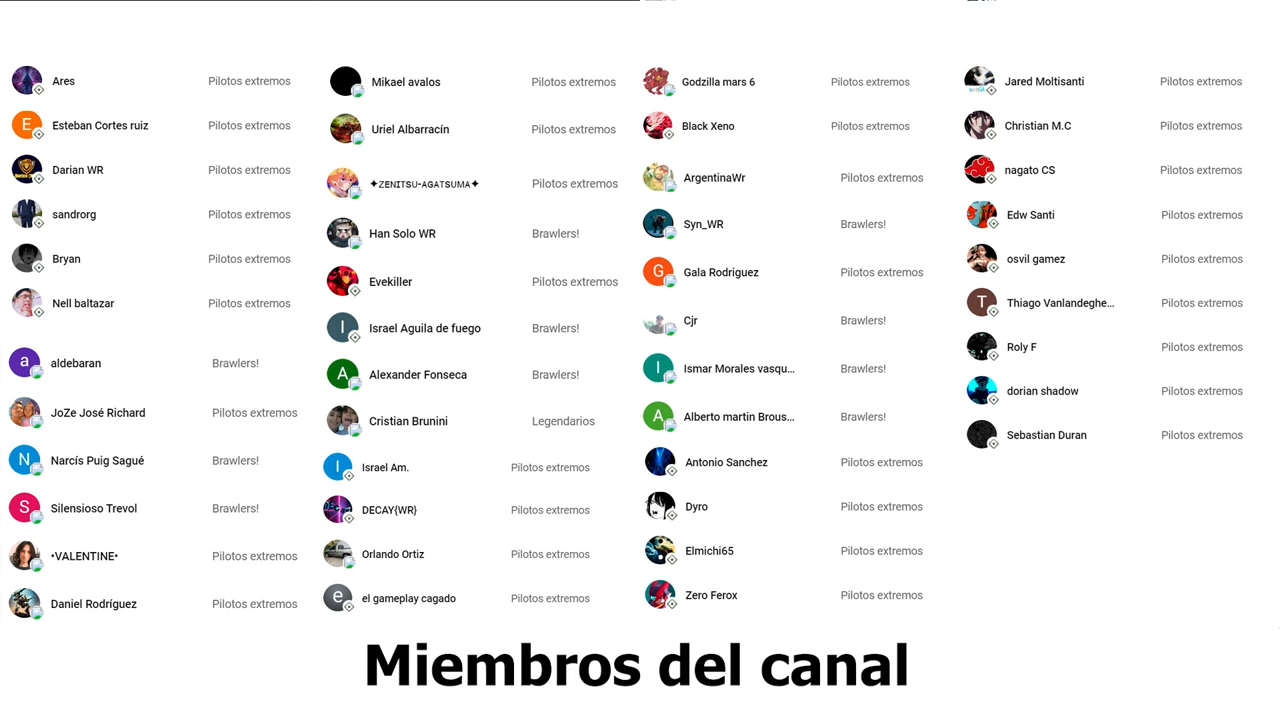 Ares Pilotos extremos
Esteban Cortes ruiz Pilotos extremos
Darian WR Pilotos extremos
sandrorg Pilotos extremos
Bryan Pilotos extremos
Nell baltazar Pilotos extremos
aldebaran Brawlers!
JoZe José Richard Pilotos extremos
Narcís Puig Sagué Brawlers!
Silensioso Trevol Brawlers!
•VALENTINE• Pilotos extremos
Daniel Rodríguez Pilotos extremos
Mikael avalos Pilotos extremos
Uriel Albarracín Pilotos extremos
✦ᴢᴇɴɪᴛsᴜ-ᴀɢᴀᴛsᴜᴍᴀ✦ Pilotos extremos
Han Solo WR Brawlers!
Evekiller Pilotos extremos
Israel Aguila de fuego Brawlers!
Alexander Fonseca Brawlers!
Cristian Brunini Legendarios
Israel Am. Pilotos extremos
DECAY{WR} Pilotos extremos
Orlando Ortiz Pilotos extremos
el gameplay cagado Pilotos extremos
Godzilla mars 6 Pilotos extremos
Black Xeno Pilotos extremos
ArgentinaWr Pilotos extremos
Syn_WR Brawlers!
Gala Rodriguez Pilotos extremos
Cjr Brawlers!
Ismar Morales vasqu... Brawlers!
Alberto martin Brous... Brawlers!
Antonio Sanchez Pilotos extremos
Dyro Pilotos extremos
Elmichi65 Pilotos extremos
Zero Ferox Pilotos extremos
Jared Moltisanti Pilotos extremos
Christian M.C Pilotos extremos
nagato CS Pilotos extremos
Edw Santi Pilotos extremos
osvil gamez Pilotos extremos
Thiago Vanlandeghe... Pilotos extremos
Roly F Pilotos extremos
dorian shadow Pilotos extremos
Sebastian Duran Pilotos extremos
Miembros del canal